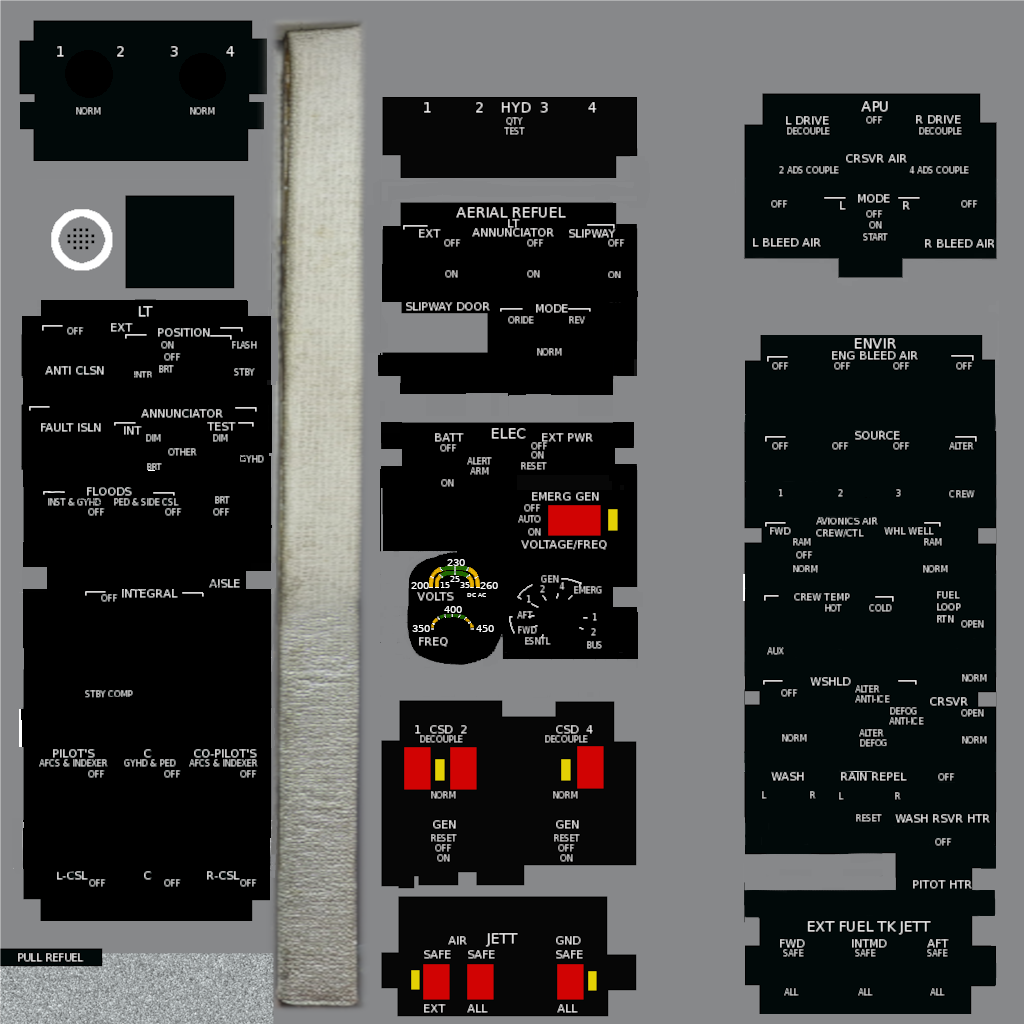 1 2 3 4
NORM NORM
LT
OFF EXT POSITION
ON FLASH
OFF
ANTI CLSN INTR BRT STBY
ANNUNCIATOR
FAULT ISLN INT TEST
DIM DIM
OTHER
GYHD
BRT
FLOODS
INST & GYHD PED & SIDE CSL BRT
OFF OFF OFF
AISLE
OFF INTEGRAL
STBY COMP
PILOT'S C CO-PILOT'S
AFCS & INDEXER GYHD & PED AFCS & INDEXER
OFF OFF OFF
L-CSL OFF C OFF R-CSL OFF
PULL REFUEL
1 2 HYD 3 4
QTY
TEST
AERIAL REFUEL
LT
EXT ANNUNCIATOR SLIPWAY
OFF OFF OFF
ON ON ON
SLIPWAY DOOR MODE
ORIDE REV
NORM
ELEC
BATT EXT PWR
OFF OFF
ON
ALERT RESET
ARM
ON
EMERG GEN
OFF
AUTO
ON
VOLTAGE/FREQ
230
200 15 25 35 260
VOLTS DC AC
400
350 450
FREQ
GEN
1 2 4 EMERG
AFT 1
FWD 2
ESNTL BUS
1 CSD 2 CSD 4
DECOUPLE DECOUPLE
NORM NORM
GEN GEN
RESET RESET
OFF OFF
ON ON
JETT
AIR GND
SAFE SAFE SAFE
EXT ALL ALL
APU
L DRIVE OFF R DRIVE
DECOUPLE DECOUPLE
CRSVR AIR
2 ADS COUPLE 4 ADS COUPLE
MODE
OFF L R OFF
OFF
ON
START
L BLEED AIR R BLEED AIR
ENVIR
ENG BLEED AIR
OFF OFF OFF OFF
SOURCE
OFF OFF OFF ALTER
1 2 3 CREW
AVIONICS AIR
FWD CREW/CTL WHL WELL
RAM RAM
OFF
NORM NORM
CREW TEMP FUEL
HOT COLD LOOP
RTN OPEN
AUX
WSHLD NORM
OFF ALTER
ANTI-ICE CRSVR
DEFOG OPEN
ANTI-ICE
NORM ALTER NORM
DEFOG
WASH RAIN REPEL OFF
L R L R
RESET WASH RSVR HTR
OFF
PITOT HTR
EXT FUEL TK JETT
FWD INTMD AFT
SAFE SAFE SAFE
ALL ALL ALL